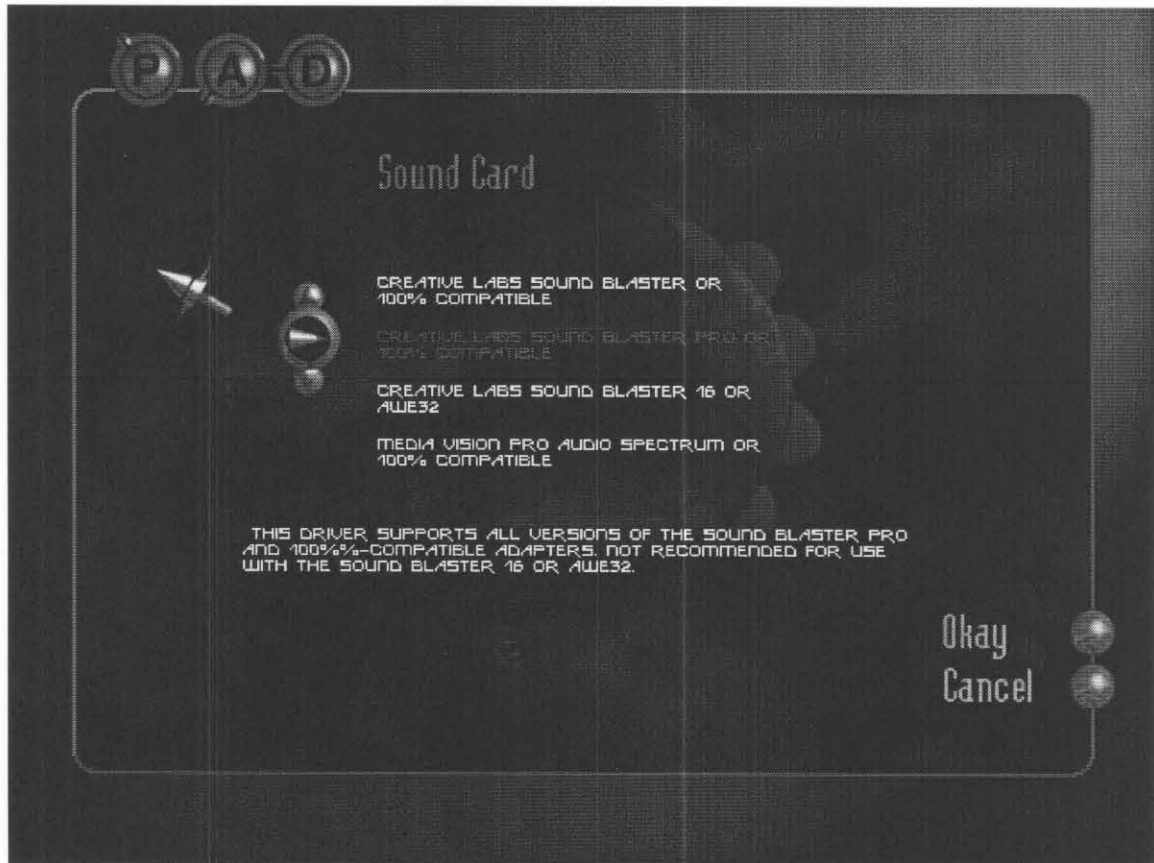 P A D
Sound Card
CREATIVE LABS SOUND BLASTER OR
100% COMPATIBLE
CREATIVE LABS SOUND BLASTER PRO OR
100% COMPATIBLE
CREATIVE LABS SOUND BLASTER 16 OR
AWE32
MEDIA VISION PRO AUDIO SPECTRUM OR
100% COMPATIBLE
THIS DRIVER SUPPORTS ALL VERSIONS OF THE SOUND BLASTER PRO
AND 100%%-COMPATIBLE ADAPTERS. NOT RECOMMENDED FOR USE
WITH THE SOUND BLASTER 16 OR AWE32.
Okay
Cancel